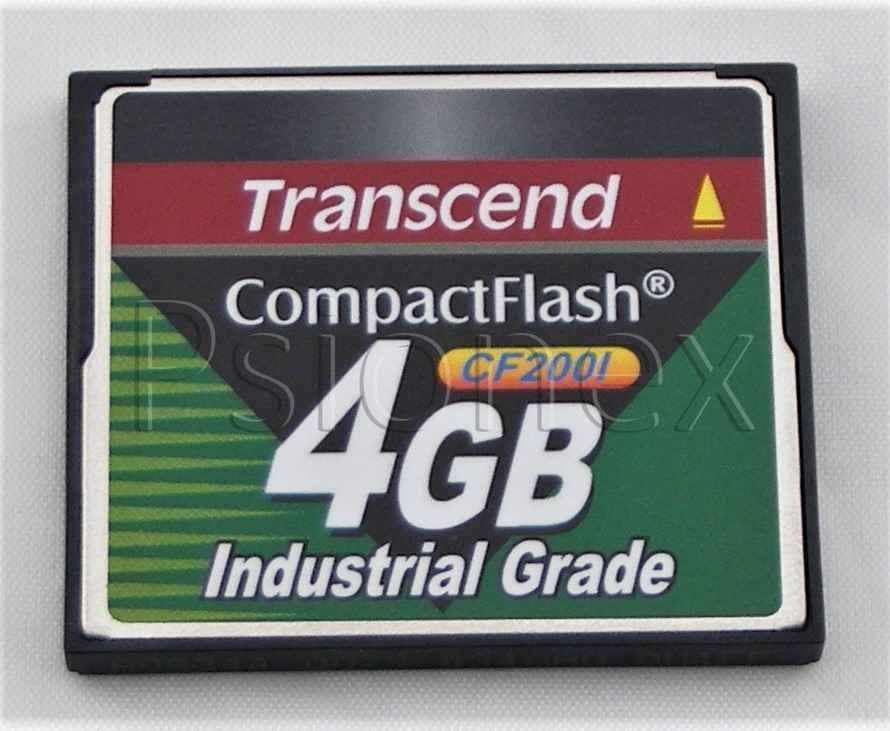 Transcend
CompactFlash®
CF200I
4GB
Industrial Grade
Psionex